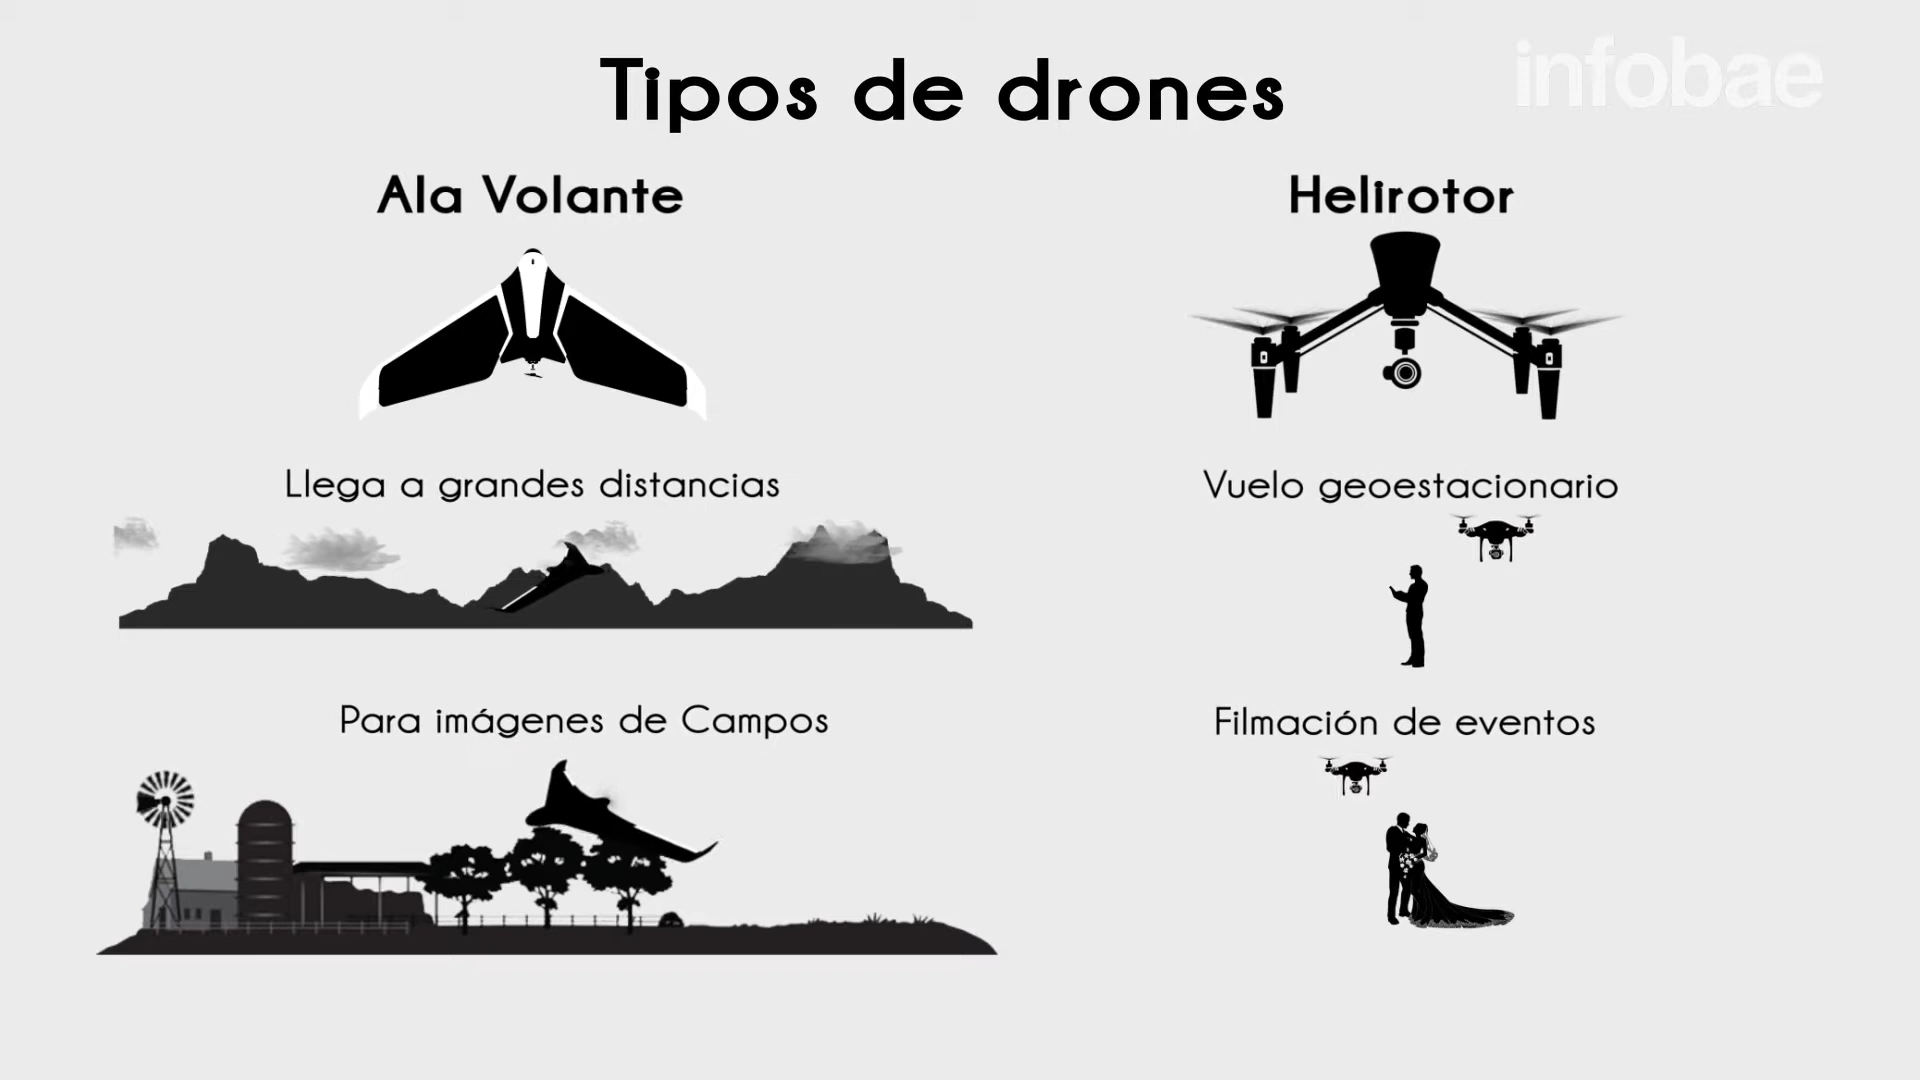 infobae
Tipos de drones
Ala Volante
Helirotor
Llega a grandes distancias
Vuelo geoestacionario
Para imágenes de Campos
Filmación de eventos